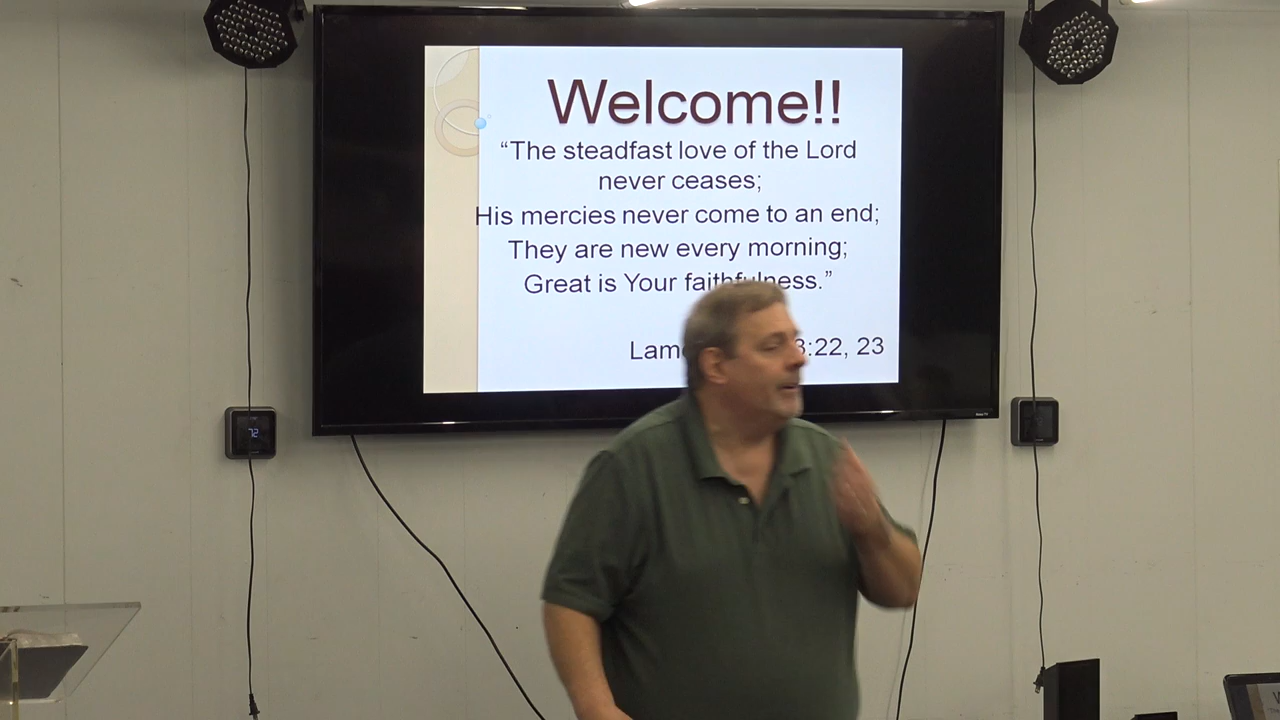 Welcome!!
“The steadfast love of the Lord
never ceases;
His mercies never come to an end;
They are new every morning;
Great is Your faithfulness.”
3:22, 23
72